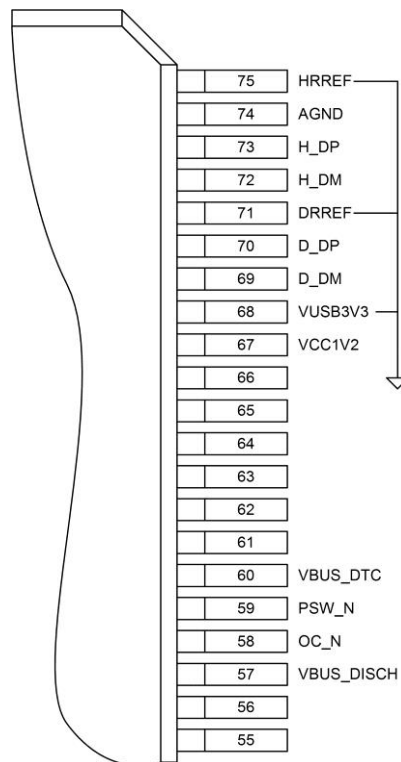 75 HRREF
74 AGND
73 H_DP
72 H_DM
71 DRREF
70 D_DP
69 D_DM
68 VUSB3V3
67 VCC1V2
66
65
64
63
62
61
60 VBUS_DTC
59 PSW_N
58 OC_N
57 VBUS_DISCH
56
55